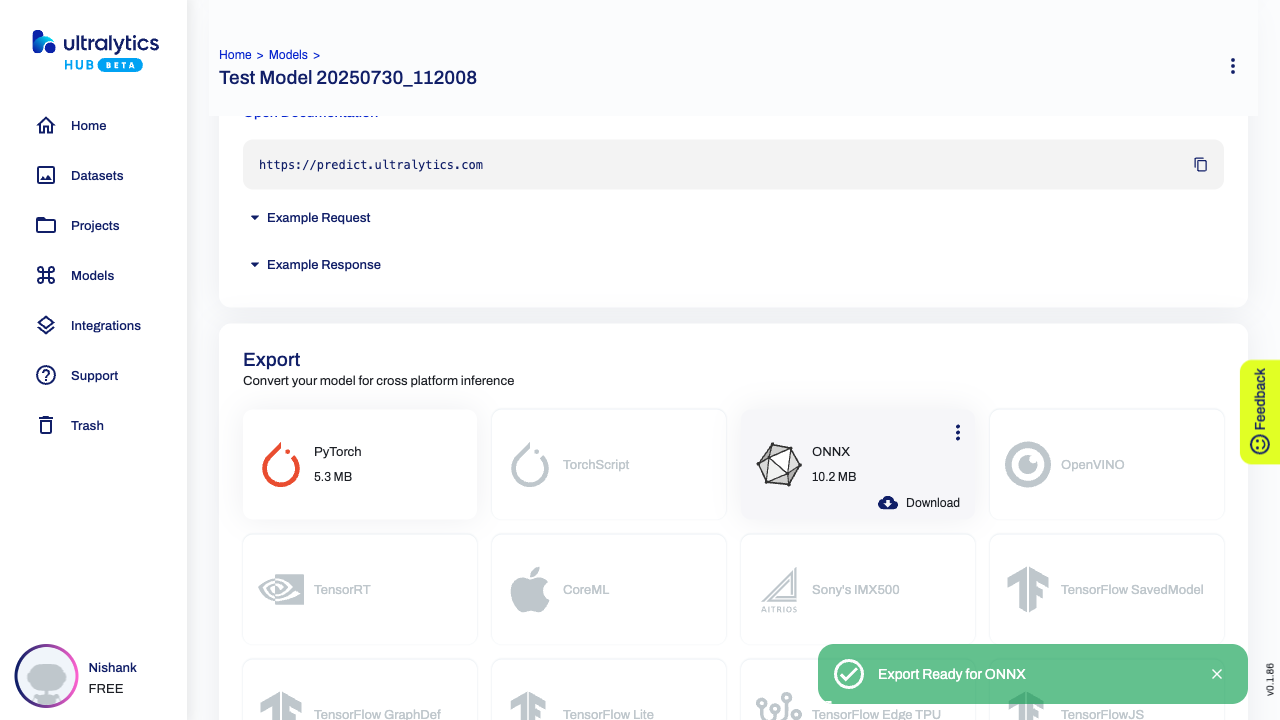 ultralytics
HUB BETA
Home
Datasets
Projects
Models
Integrations
Support
Trash
Nishank
FREE
Home > Models >
Test Model 20250730_112008
Open Documentation
https://predict.ultralytics.com
Example Request
Example Response
Export
Convert your model for cross platform inference
PyTorch
5.3 MB
TorchScript
ONNX
10.2 MB
Download
OpenVINO
TensorRT
CoreML
AITRIOS
Sony's IMX500
TensorFlow SavedModel
TensorFlow GraphDef
TensorFlow Lite
TensorFlow Edge TPU
TensorFlowJS
Export Ready for ONNX
Feedback
v0.1.86